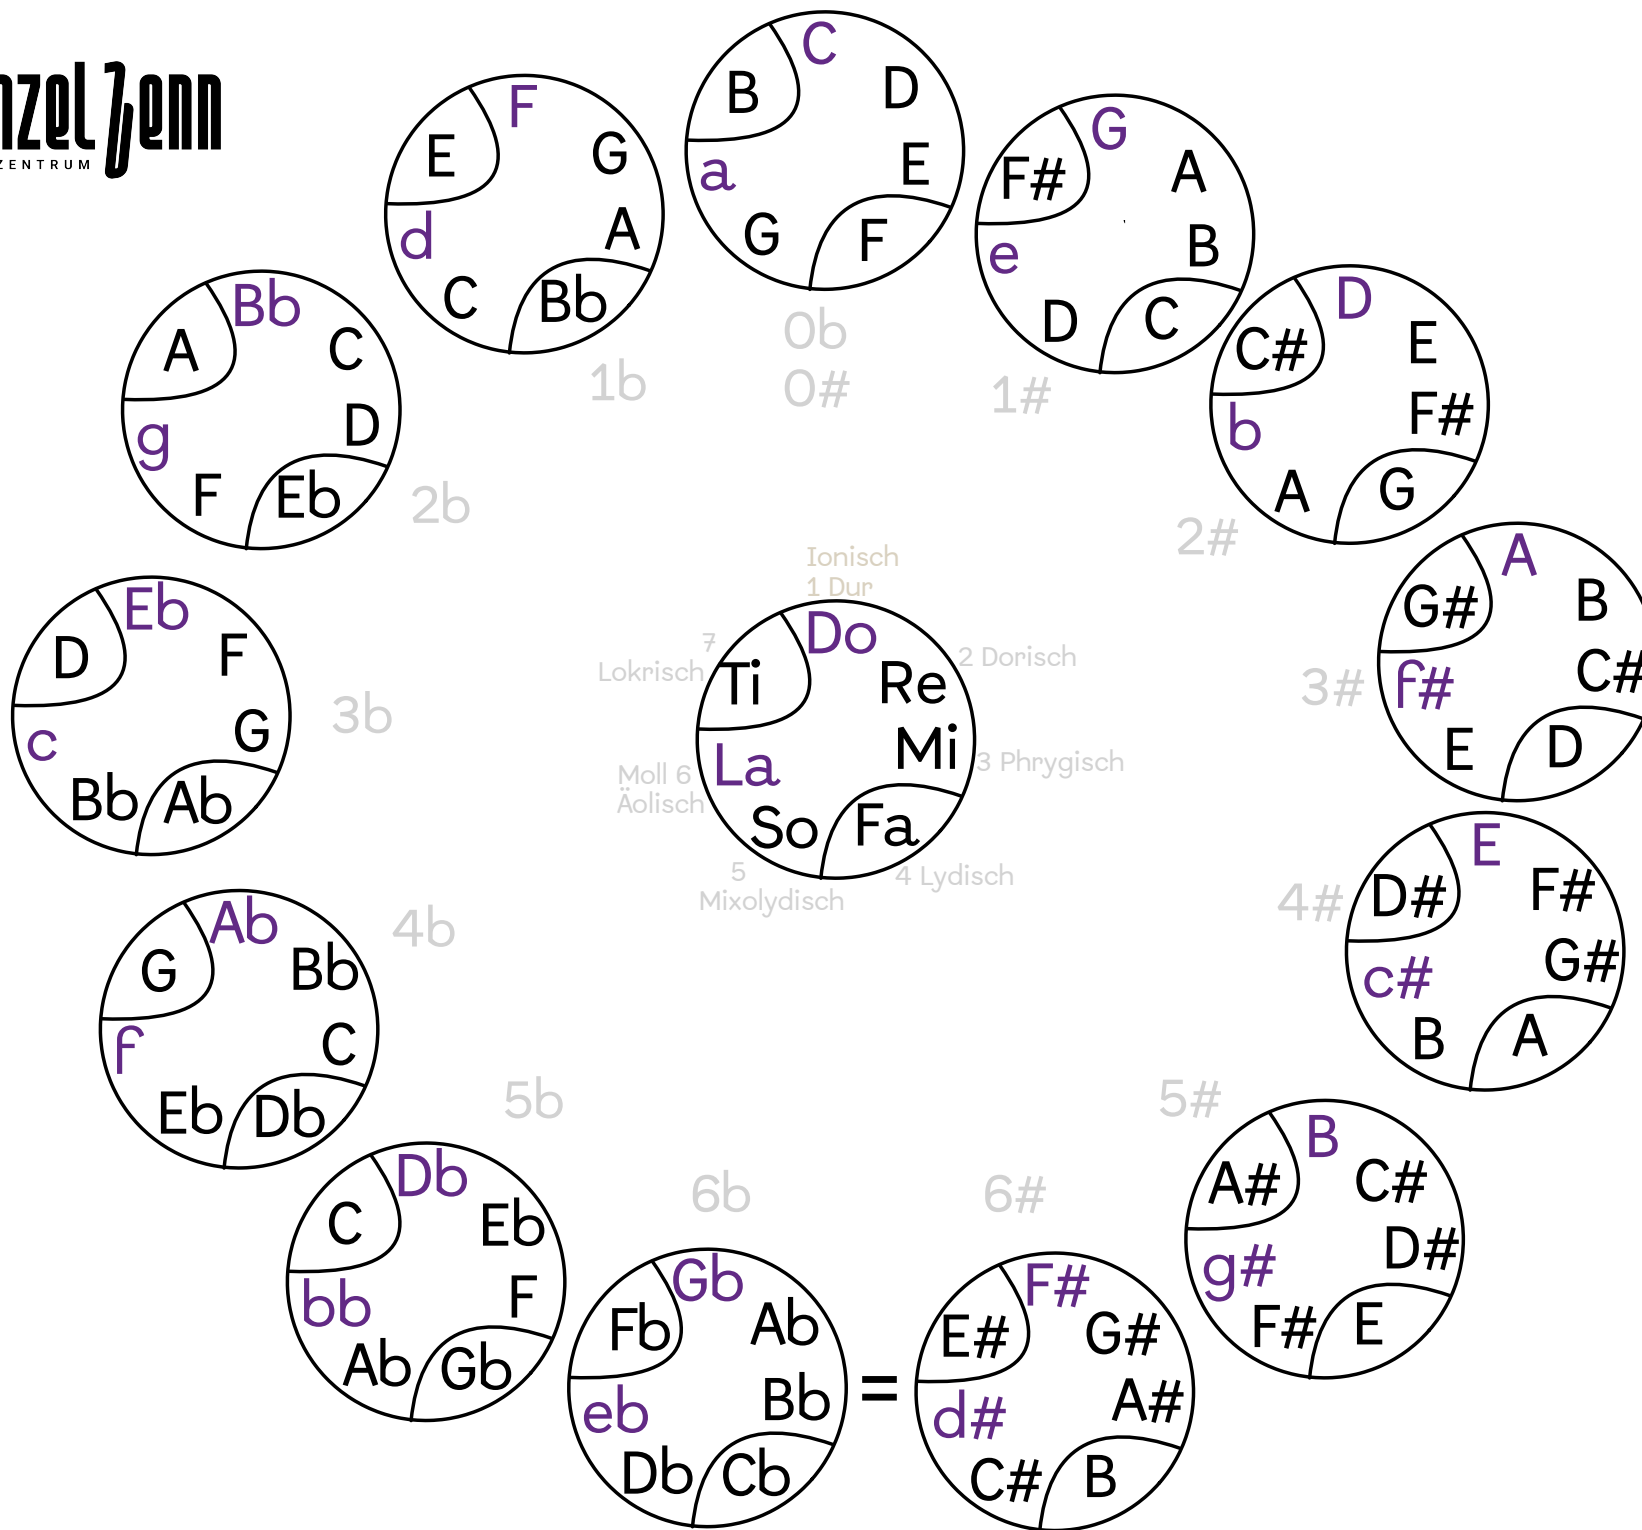 nzel Jenn
ZENTRUM
C
D
E
F
G
a
B
0b
0#
F
G
A
Bb
C
d
E
1b
G
A
B
C
D
e
F#
1#
Bb
C
D
Eb
F
g
A
2b
D
E
F#
G
A
b
C#
2#
Eb
F
G
Ab
Bb
c
D
3b
A
B
C#
D
E
f#
G#
3#
Ionisch
1 Dur
2 Dorisch
3 Phrygisch
4 Lydisch
5
Mixolydisch
Moll 6
Äolisch
7
Lokrisch
Do
Re
Mi
Fa
So
La
Ti
Ab
Bb
C
Db
Eb
f
G
4b
E
F#
G#
A
B
c#
D#
4#
Db
Eb
F
Gb
Ab
bb
C
5b
B
C#
D#
E
F#
g#
A#
5#
Gb
Ab
Bb
Cb
Db
eb
Fb
6b
=
F#
G#
A#
B
C#
d#
E#
6#